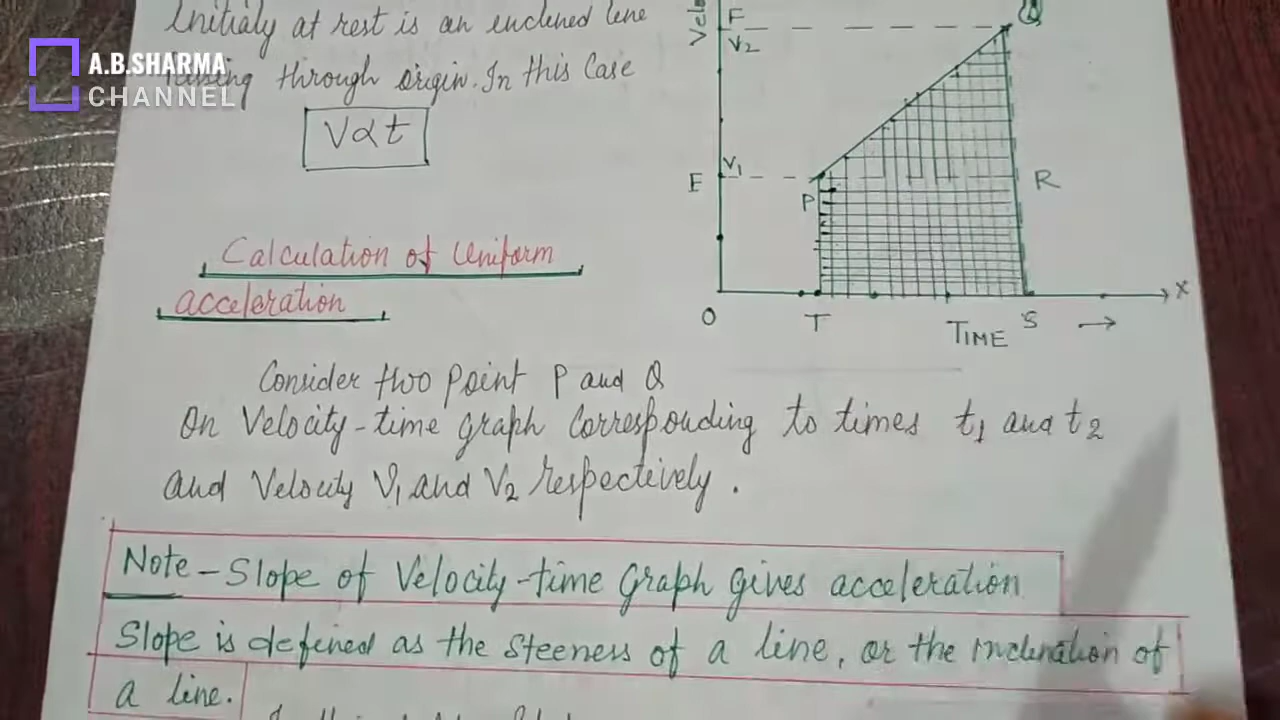 Initialy at rest is an inclined line
A.B.SHARMA
CHANNEL
through origin. In this Case
V∝t
Calculation of Uniform
acceleration
F
V2
Q
E
V1
P
R
O
T
S
X
TIME →
Consider two Point P and Q
On Velocity-time graph Corresponding to times t1 and t2
and Velocity V1 and V2 respectively.
Note - Slope of Velocity-time Graph gives acceleration
Slope is defined as the steeness of a line, or the inclination of
a line.